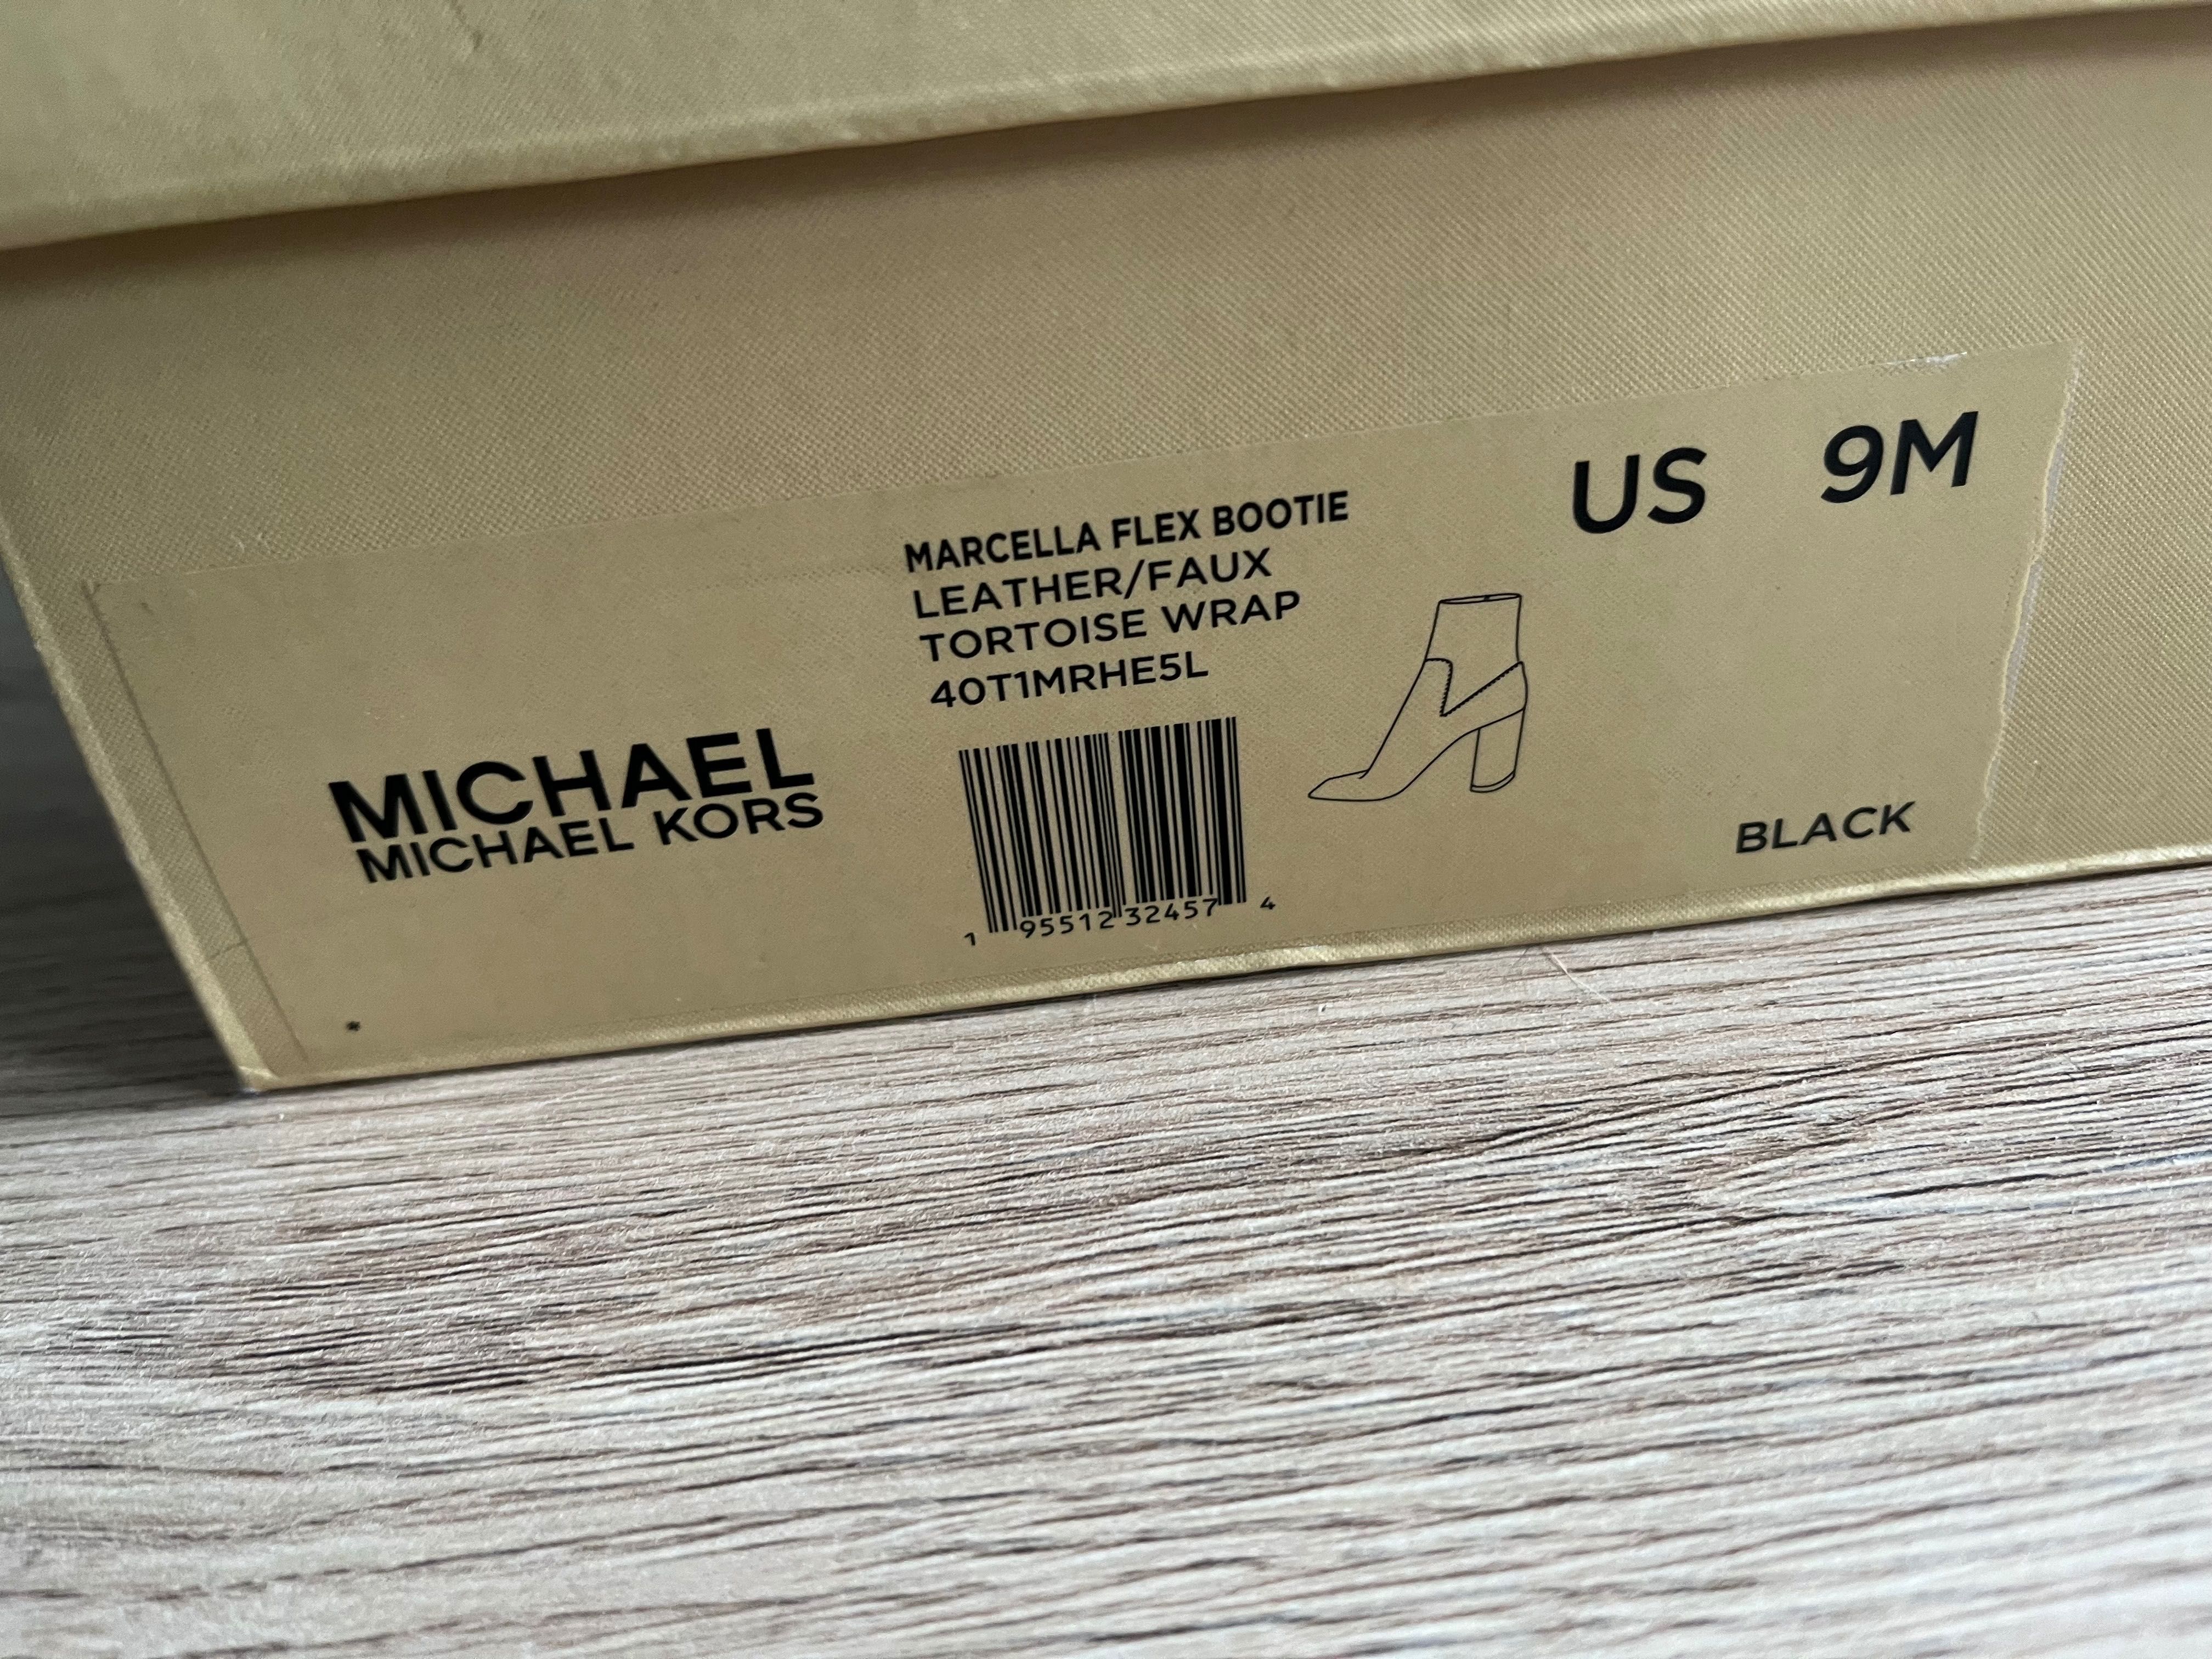 MARCELLA FLEX BOOTIE
LEATHER/FAUX
TORTOISE WRAP
40T1MRHE5L
US 9M
MICHAEL
MICHAEL KORS
1 95512 32457 4
BLACK
*